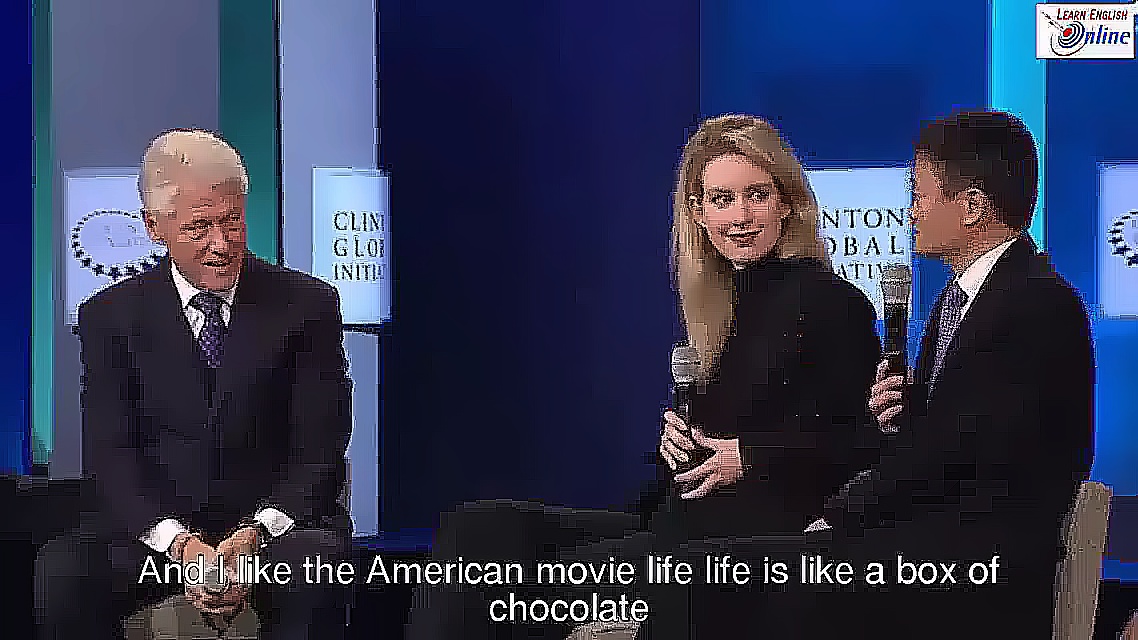 LEARN ENGLISH
Online
CLIN
GLO
INITIA
NTON
OBAL
ATIV
And I like the American movie life life is like a box of
chocolate